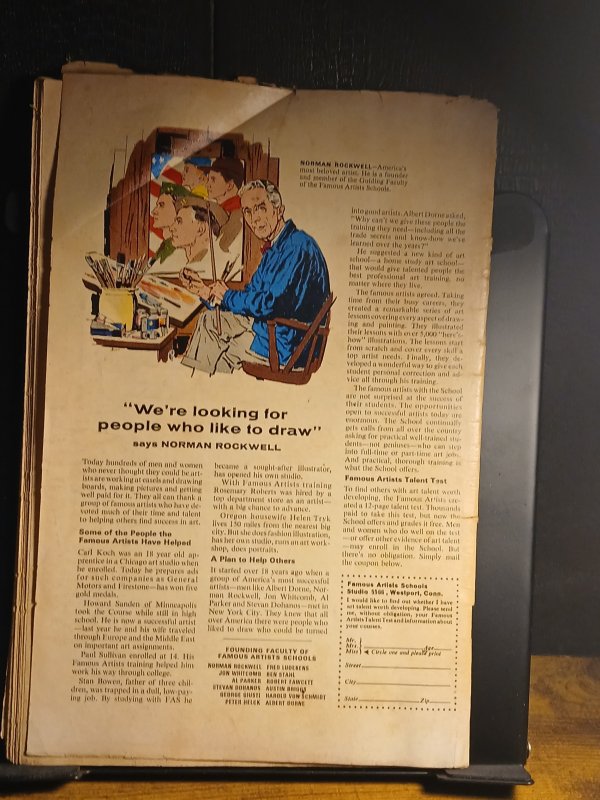 NORMAN ROCKWELL—America's
most beloved artist. He is a founder
and member of the Guiding Faculty
of the Famous Artists Schools.
"We're looking for
people who like to draw"
says NORMAN ROCKWELL
Today hundreds of men and women
who never thought they could be art-
ists are working at easels and drawing
boards, making pictures and getting
well paid for it. They all can thank a
group of famous artists who have de-
voted much of their time and talent
to helping others find success in art.
Some of the People the
Famous Artists Have Helped
Carl Koch was an 18 year old ap-
prentice in a Chicago art studio when
he enrolled. Today he prepares ads
for such companies as General
Motors and Firestone—has won five
gold medals.
Howard Sanden of Minneapolis
took the Course while still in high
school. He is now a successful artist
—last year he and his wife traveled
through Europe and the Middle East
on important art assignments.
Paul Sullivan enrolled at 14. His
Famous Artists training helped him
work his way through college.
Stan Bowen, father of three chil-
dren, was trapped in a dull, low-pay-
ing job. By studying with FAS he
became a sought-after illustrator,
has opened his own studio.
With Famous Artists training
Rosemary Roberts was hired by a
top department store as an artist—
with a big chance to advance.
Oregon housewife Helen Tryk
lives 150 miles from the nearest big
city. But she does fashion illustration,
has her own studio, runs an art work-
shop, does portraits.
A Plan to Help Others
It started over 18 years ago when a
group of America's most successful
artists—men like Albert Dorne, Nor-
man Rockwell, Jon Whitcomb, Al
Parker and Stevan Dohanos—met in
New York City. They knew that all
over America there were people who
liked to draw who could be turned
FOUNDING FACULTY OF
FAMOUS ARTISTS SCHOOLS
NORMAN ROCKWELL FRED LUDEKENS
JON WHITCOMB BEN STAHL
AL PARKER ROBERT FAWCETT
STEVAN DOHANOS AUSTIN BRIGGS
GEORGE GIUSTI HAROLD VON SCHMIDT
PETER HELCK ALBERT DORNE
into good artists. Albert Dorne asked,
"Why can't we give these people the
training they need—including all the
trade secrets and know-how we've
learned over the years?"
He suggested a new kind of art
school—a home study art school—
that would give talented people the
best professional art training, no
matter where they live.
The famous artists agreed. Taking
time from their busy careers, they
created a remarkable series of art
lessons covering every aspect of draw-
ing and painting. They illustrated
their lessons with over 5,000 "here's-
how" illustrations. The lessons start
from scratch and cover every skill a
top artist needs. Finally, they de-
veloped a wonderful way to give each
student personal correction and ad-
vice all through his training.
The famous artists with the School
are not surprised at the success of
their students. The opportunities
open to successful artists today are
enormous. The School continually
gets calls from all over the country
asking for practical well-trained stu-
dents—not geniuses—who can step
into full-time or part-time art jobs.
And practical, thorough training is
what the School offers.
Famous Artists Talent Test
To find others with art talent worth
developing, the Famous Artists cre-
ated a 12-page talent test. Thousands
paid to take this test, but now the
School offers and grades it free. Men
and women who do well on the test
—or offer other evidence of art talent
—may enroll in the School. But
there's no obligation. Simply mail
the coupon below.
Famous Artists Schools
Studio 5166, Westport, Conn.
I would like to find out whether I have
art talent worth developing. Please send
me, without obligation, your Famous
Artists Talent Test and information about
your courses.
Mr.
Mrs. Age
Miss Circle one and please print
Street
City
State Zip